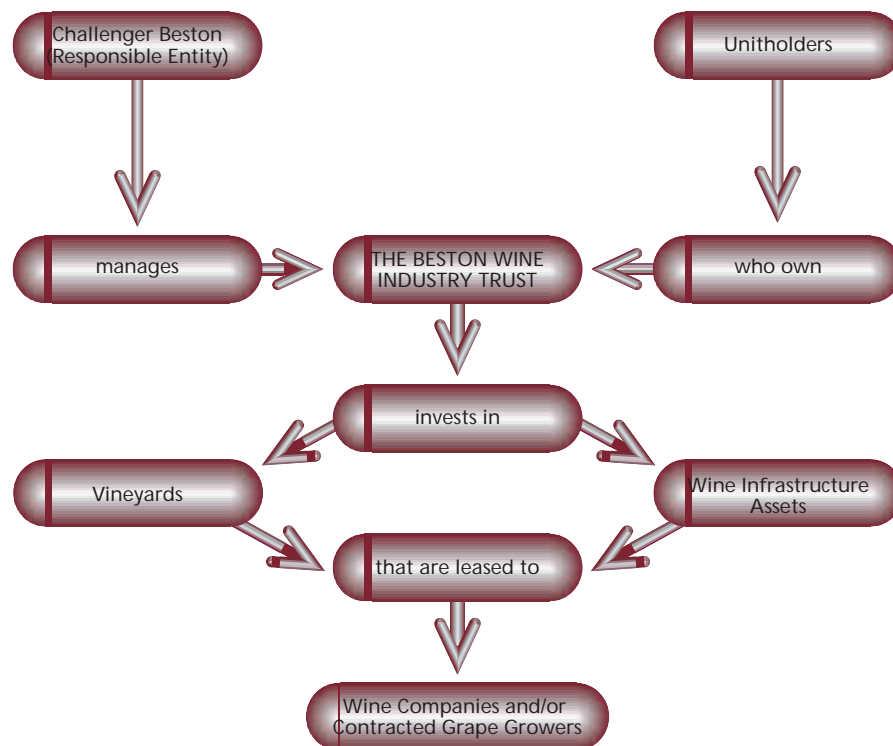 Challenger Beston
(Responsible Entity)
Unitholders
manages
THE BESTON WINE
INDUSTRY TRUST
who own
invests in
Vineyards
Wine Infrastructure
Assets
that are leased to
Wine Companies and/or
Contracted Grape Growers